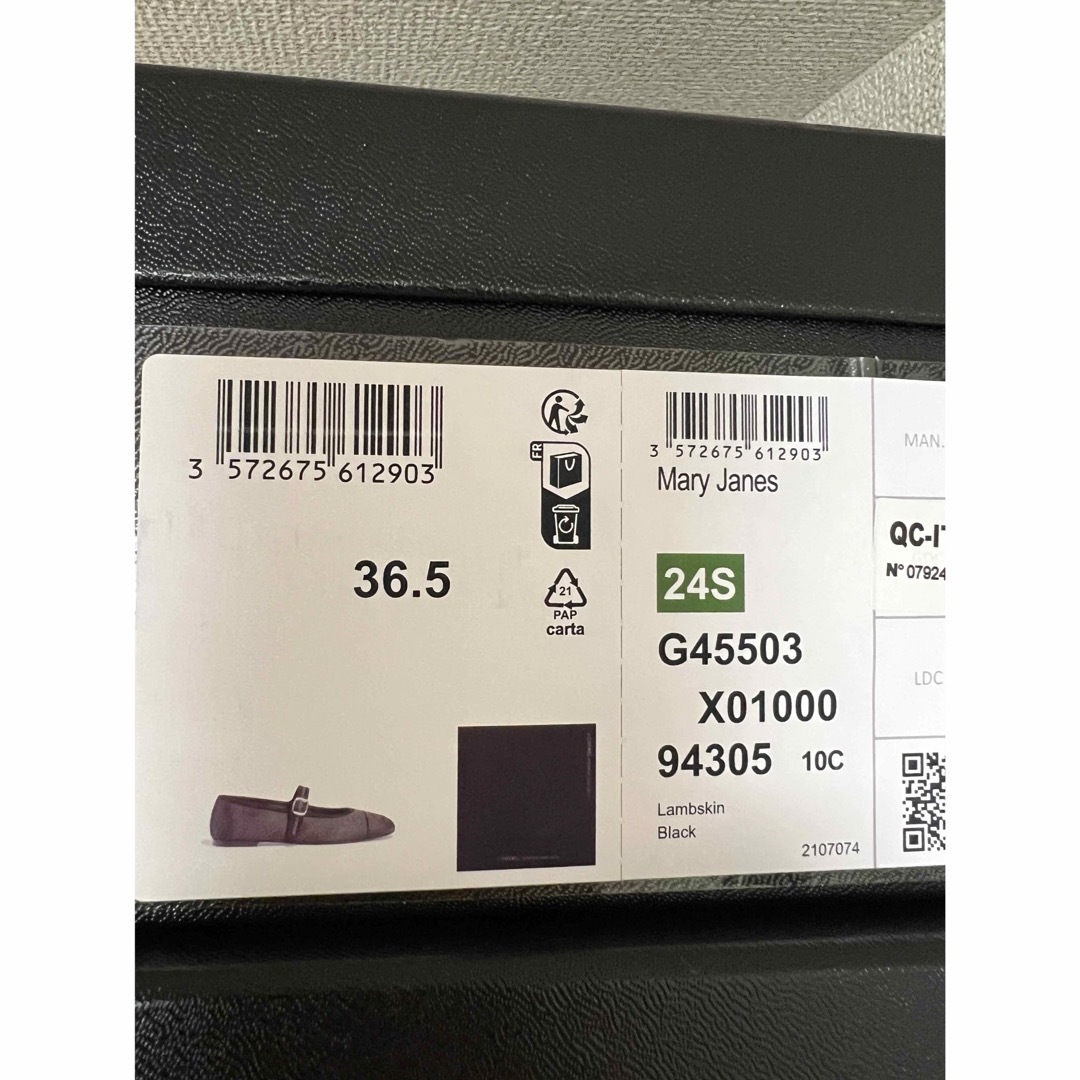 3 572675 612903
FR
36.5
21
PAP
carta
3 572675 612903
Mary Janes
24S
G45503
X01000
94305 10C
Lambskin
Black
2107074
MAN.
N° 07924
LDC